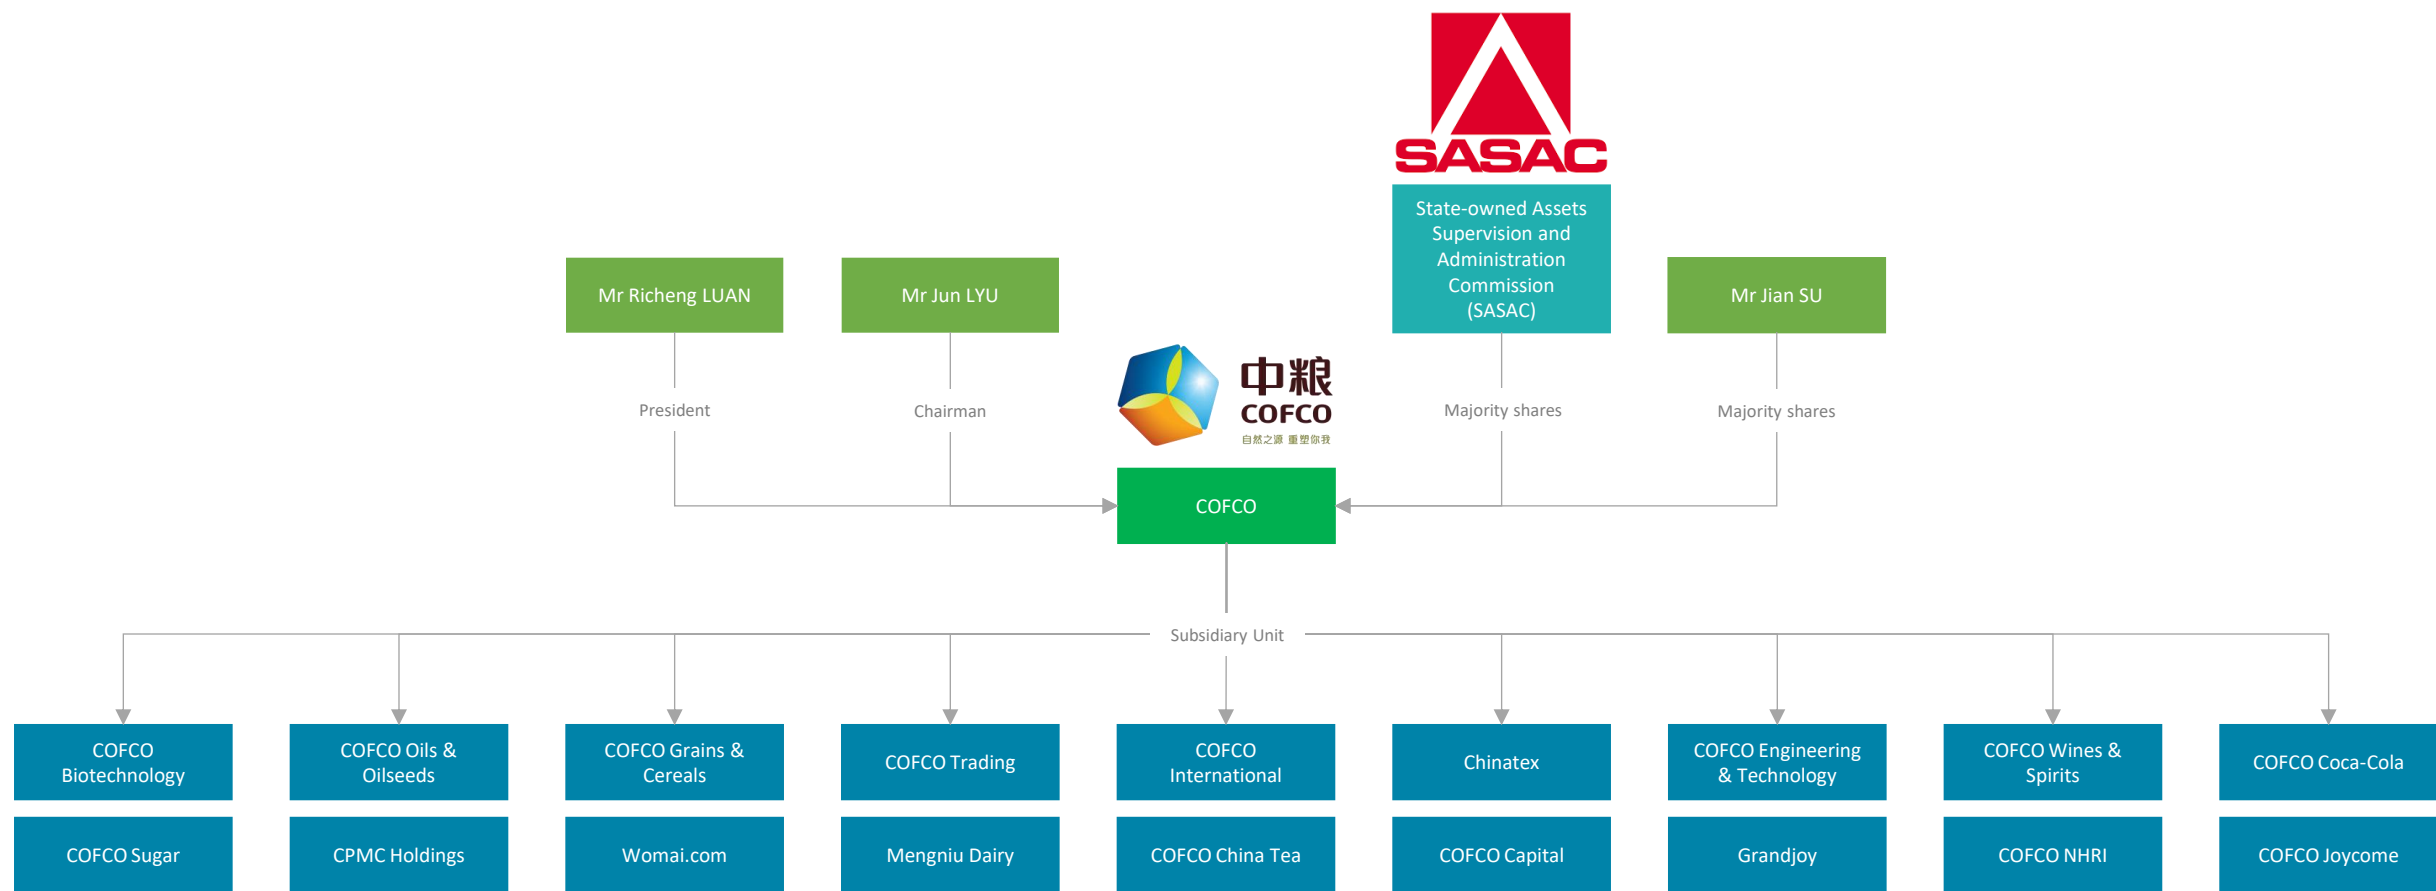 SASAC
State-owned Assets
Supervision and
Administration
Commission
(SASAC)
Mr Richeng LUAN
Mr Jun LYU
Mr Jian SU
中粮
COFCO
自然之源 重塑你我
President
Chairman
Majority shares
Majority shares
COFCO
Subsidiary Unit
COFCO
Biotechnology
COFCO Oils &
Oilseeds
COFCO Grains &
Cereals
COFCO Trading
COFCO
International
Chinatex
COFCO Engineering
& Technology
COFCO Wines &
Spirits
COFCO Coca-Cola
COFCO Sugar
CPMC Holdings
Womai.com
Mengniu Dairy
COFCO China Tea
COFCO Capital
Grandjoy
COFCO NHRI
COFCO Joycome